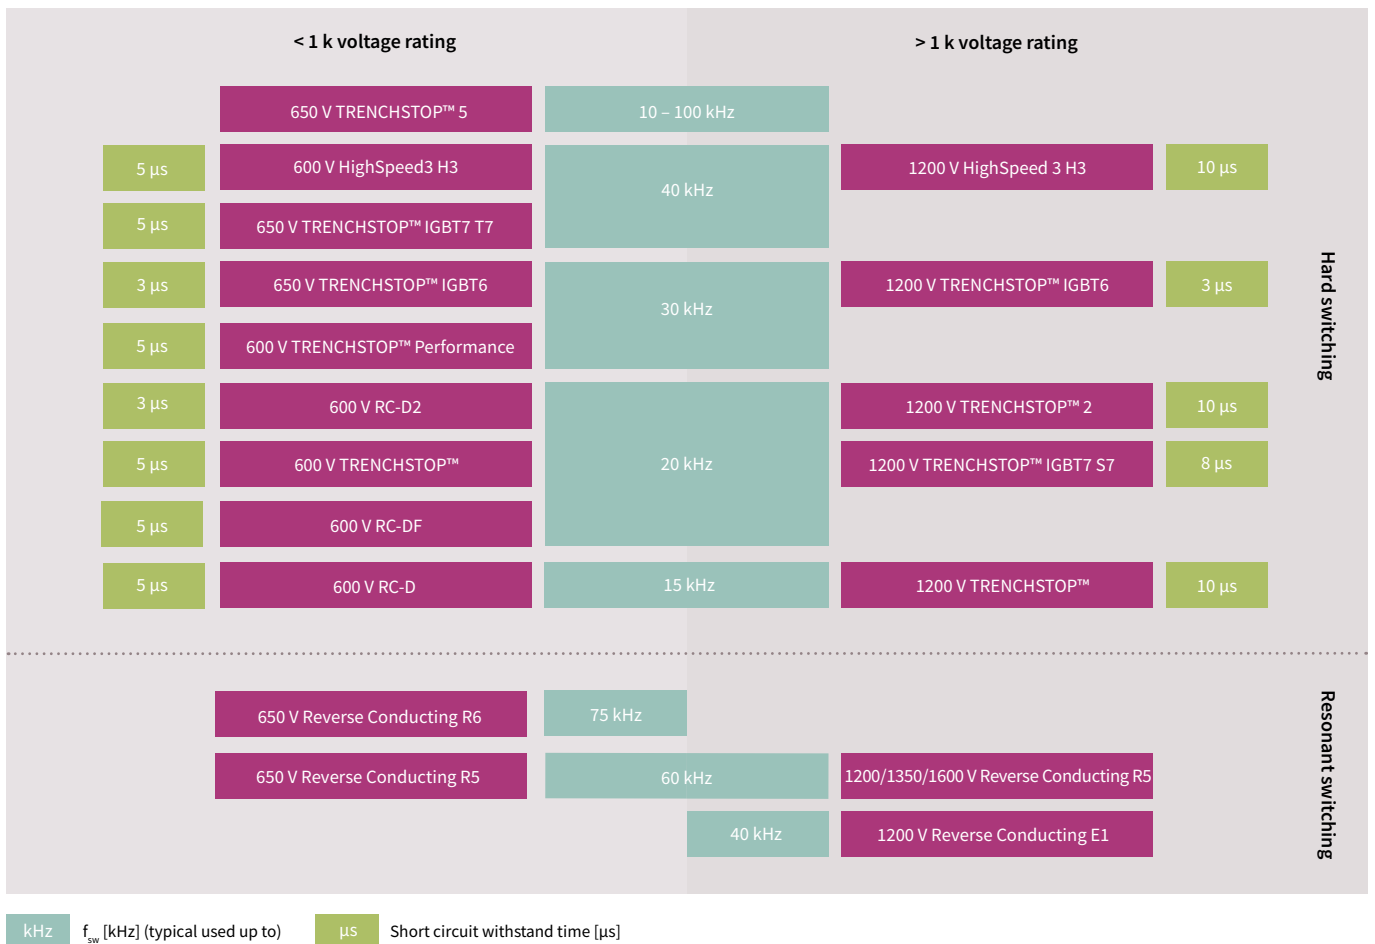 < 1 k voltage rating
> 1 k voltage rating
650 V TRENCHSTOP™ 5
10 – 100 kHz
5 µs
600 V HighSpeed3 H3
40 kHz
1200 V HighSpeed 3 H3
10 µs
5 µs
650 V TRENCHSTOP™ IGBT7 T7
3 µs
650 V TRENCHSTOP™ IGBT6
30 kHz
1200 V TRENCHSTOP™ IGBT6
3 µs
5 µs
600 V TRENCHSTOP™ Performance
3 µs
600 V RC-D2
20 kHz
1200 V TRENCHSTOP™ 2
10 µs
5 µs
600 V TRENCHSTOP™
1200 V TRENCHSTOP™ IGBT7 S7
8 µs
5 µs
600 V RC-DF
5 µs
600 V RC-D
15 kHz
1200 V TRENCHSTOP™
10 µs
Hard switching
650 V Reverse Conducting R6
75 kHz
650 V Reverse Conducting R5
60 kHz
1200/1350/1600 V Reverse Conducting R5
40 kHz
1200 V Reverse Conducting E1
Resonant switching
kHz
fsw [kHz] (typical used up to)
µs
Short circuit withstand time [µs]